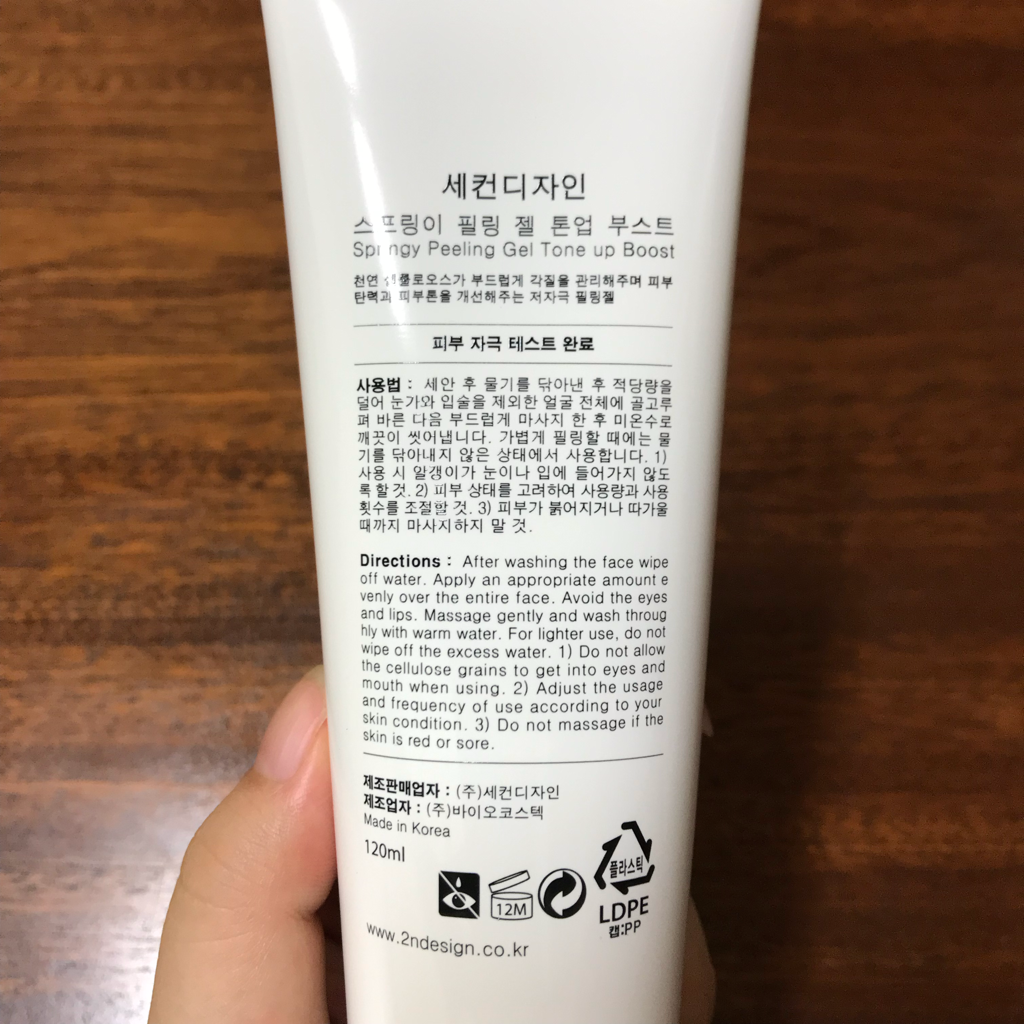 세컨디자인
스프링이 필링 젤 톤업 부스트
Springy Peeling Gel Tone up Boost
천연 셀룰로오스가 부드럽게 각질을 관리해주며 피부
탄력과 피부톤을 개선해주는 저자극 필링젤
피부 자극 테스트 완료
사용법 : 세안 후 물기를 닦아낸 후 적당량을
덜어 눈가와 입술을 제외한 얼굴 전체에 골고루
펴 바른 다음 부드럽게 마사지 한 후 미온수로
깨끗이 씻어냅니다. 가볍게 필링할 때에는 물
기를 닦아내지 않은 상태에서 사용합니다. 1)
사용 시 알갱이가 눈이나 입에 들어가지 않도
록 할 것. 2) 피부 상태를 고려하여 사용량과 사용
횟수를 조절할 것. 3) 피부가 붉어지거나 따가울
때까지 마사지하지 말 것.
Directions : After washing the face wipe
off water. Apply an appropriate amount e
venly over the entire face. Avoid the eyes
and lips. Massage gently and wash throug
hly with warm water. For lighter use, do not
wipe off the excess water. 1) Do not allow
the cellulose grains to get into eyes and
mouth when using. 2) Adjust the usage
and frequency of use according to your
skin condition. 3) Do not massage if the
skin is red or sore.
제조판매업자 : (주)세컨디자인
제조업자 : (주)바이오코스텍
Made in Korea
120ml
12M
플라스틱
LDPE
캡:PP
www.2ndesign.co.kr